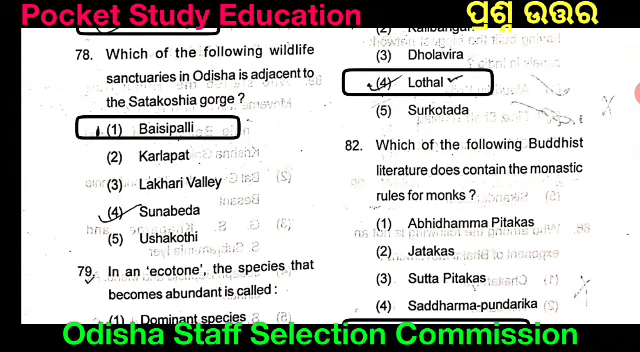 Pocket Study Education
ପ୍ରଶ୍ନ ଉତ୍ତର
78. Which of the following wildlife
sanctuaries in Odisha is adjacent to
the Satakoshia gorge ?
(1) Baisipalli
(2) Karlapat
(3) Lakhari Valley
(4) Sunabeda
(5) Ushakothi
79. In an 'ecotone', the species that
becomes abundant is called :
(1) Dominant species
(2) Kalibangan
(3) Dholavira
(4) Lothal
(5) Surkotada
82. Which of the following Buddhist
literature does contain the monastic
rules for monks ?
(1) Abhidhamma Pitakas
(2) Jatakas
(3) Sutta Pitakas
(4) Saddharma-pundarika
Odisha Staff Selection Commission